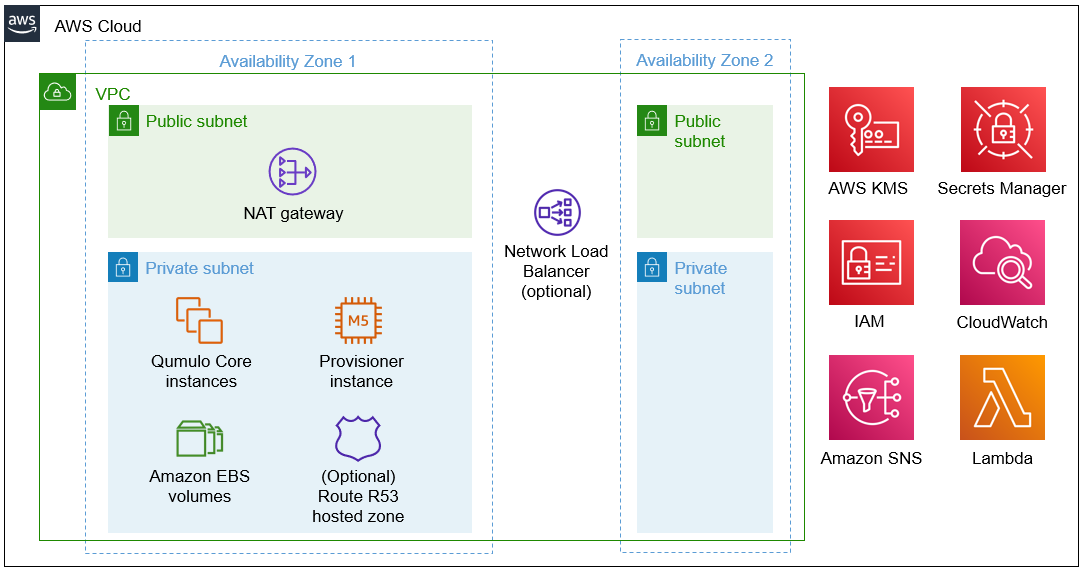 aws
AWS Cloud
Availability Zone 1
Availability Zone 2
VPC
Public subnet
NAT gateway
Private subnet
Qumulo Core
instances
M5
Provisioner
instance
Amazon EBS
volumes
(Optional)
Route R53
hosted zone
Network Load
Balancer
(optional)
Public
subnet
Private
subnet
AWS KMS
Secrets Manager
IAM
CloudWatch
Amazon SNS
Lambda